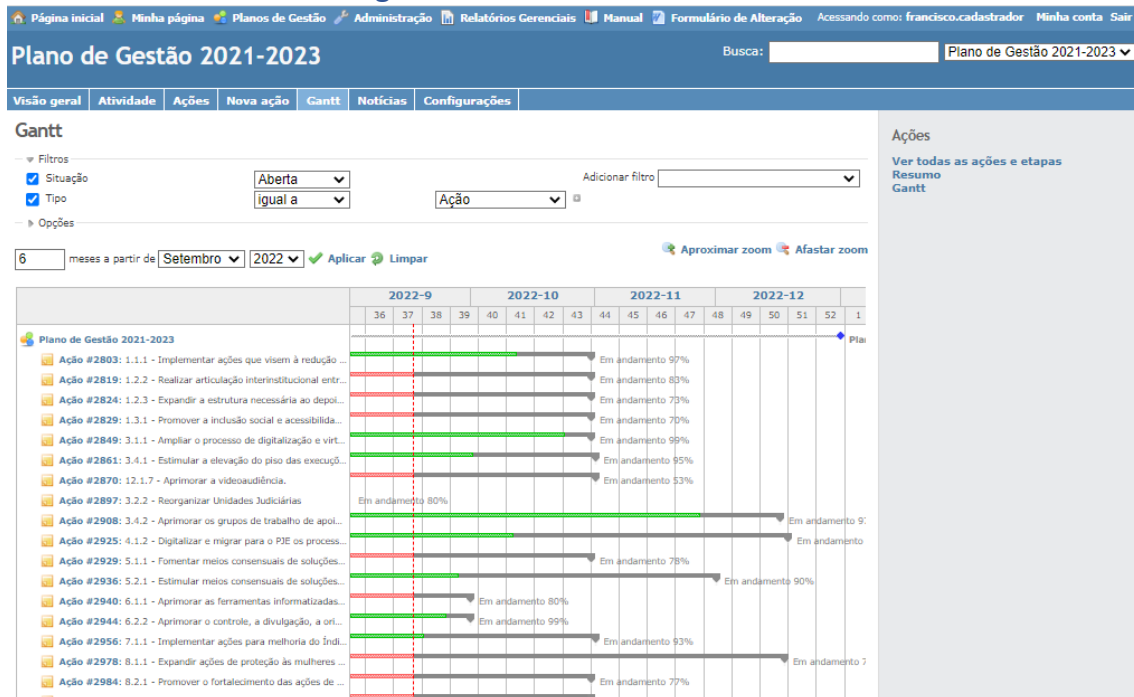 Página inicial Minha página Planos de Gestão Administração Relatórios Gerenciais Manual Formulário de Alteração Acessando como: francisco.cadastrador Minha conta Sair
Plano de Gestão 2021-2023 Busca: Plano de Gestão 2021-2023
Visão geral Atividade Ações Nova ação Gantt Notícias Configurações
Gantt
Filtros
Situação Aberta Adicionar filtro
Tipo igual a Ação
Opções
6 meses a partir de Setembro 2022 Aplicar Limpar
Aproximar zoom Afastar zoom
2022-9 2022-10 2022-11 2022-12
36 37 38 39 40 41 42 43 44 45 46 47 48 49 50 51 52 1
Plano de Gestão 2021-2023 Plan
Ação #2803: 1.1.1 - Implementar ações que visem à redução ... Em andamento 97%
Ação #2819: 1.2.2 - Realizar articulação interinstitucional entr... Em andamento 83%
Ação #2824: 1.2.3 - Expandir a estrutura necessária ao depoi... Em andamento 73%
Ação #2829: 1.3.1 - Promover a inclusão social e acessibilida... Em andamento 70%
Ação #2849: 3.1.1 - Ampliar o processo de digitalização e virt... Em andamento 99%
Ação #2861: 3.4.1 - Estimular a elevação do piso das execuçõ... Em andamento 95%
Ação #2870: 12.1.7 - Aprimorar a videoaudiência. Em andamento 53%
Ação #2897: 3.2.2 - Reorganizar Unidades Judiciárias Em andamento 80%
Ação #2908: 3.4.2 - Aprimorar os grupos de trabalho de apoi... Em andamento 9
Ação #2925: 4.1.2 - Digitalizar e migrar para o PJE os process... Em andamento
Ação #2929: 5.1.1 - Fomentar meios consensuais de soluções... Em andamento 78%
Ação #2936: 5.2.1 - Estimular meios consensuais de soluções... Em andamento 90%
Ação #2940: 6.1.1 - Aprimorar as ferramentas informatizadas... Em andamento 80%
Ação #2944: 6.2.2 - Aprimorar o controle, a divulgação, a ori... Em andamento 99%
Ação #2956: 7.1.1 - Implementar ações para melhoria do Índi... Em andamento 93%
Ação #2978: 8.1.1 - Expandir ações de proteção às mulheres ... Em andamento 7
Ação #2984: 8.2.1 - Promover o fortalecimento das ações de ... Em andamento 77%
Ações
Ver todas as ações e etapas
Resumo
Gantt